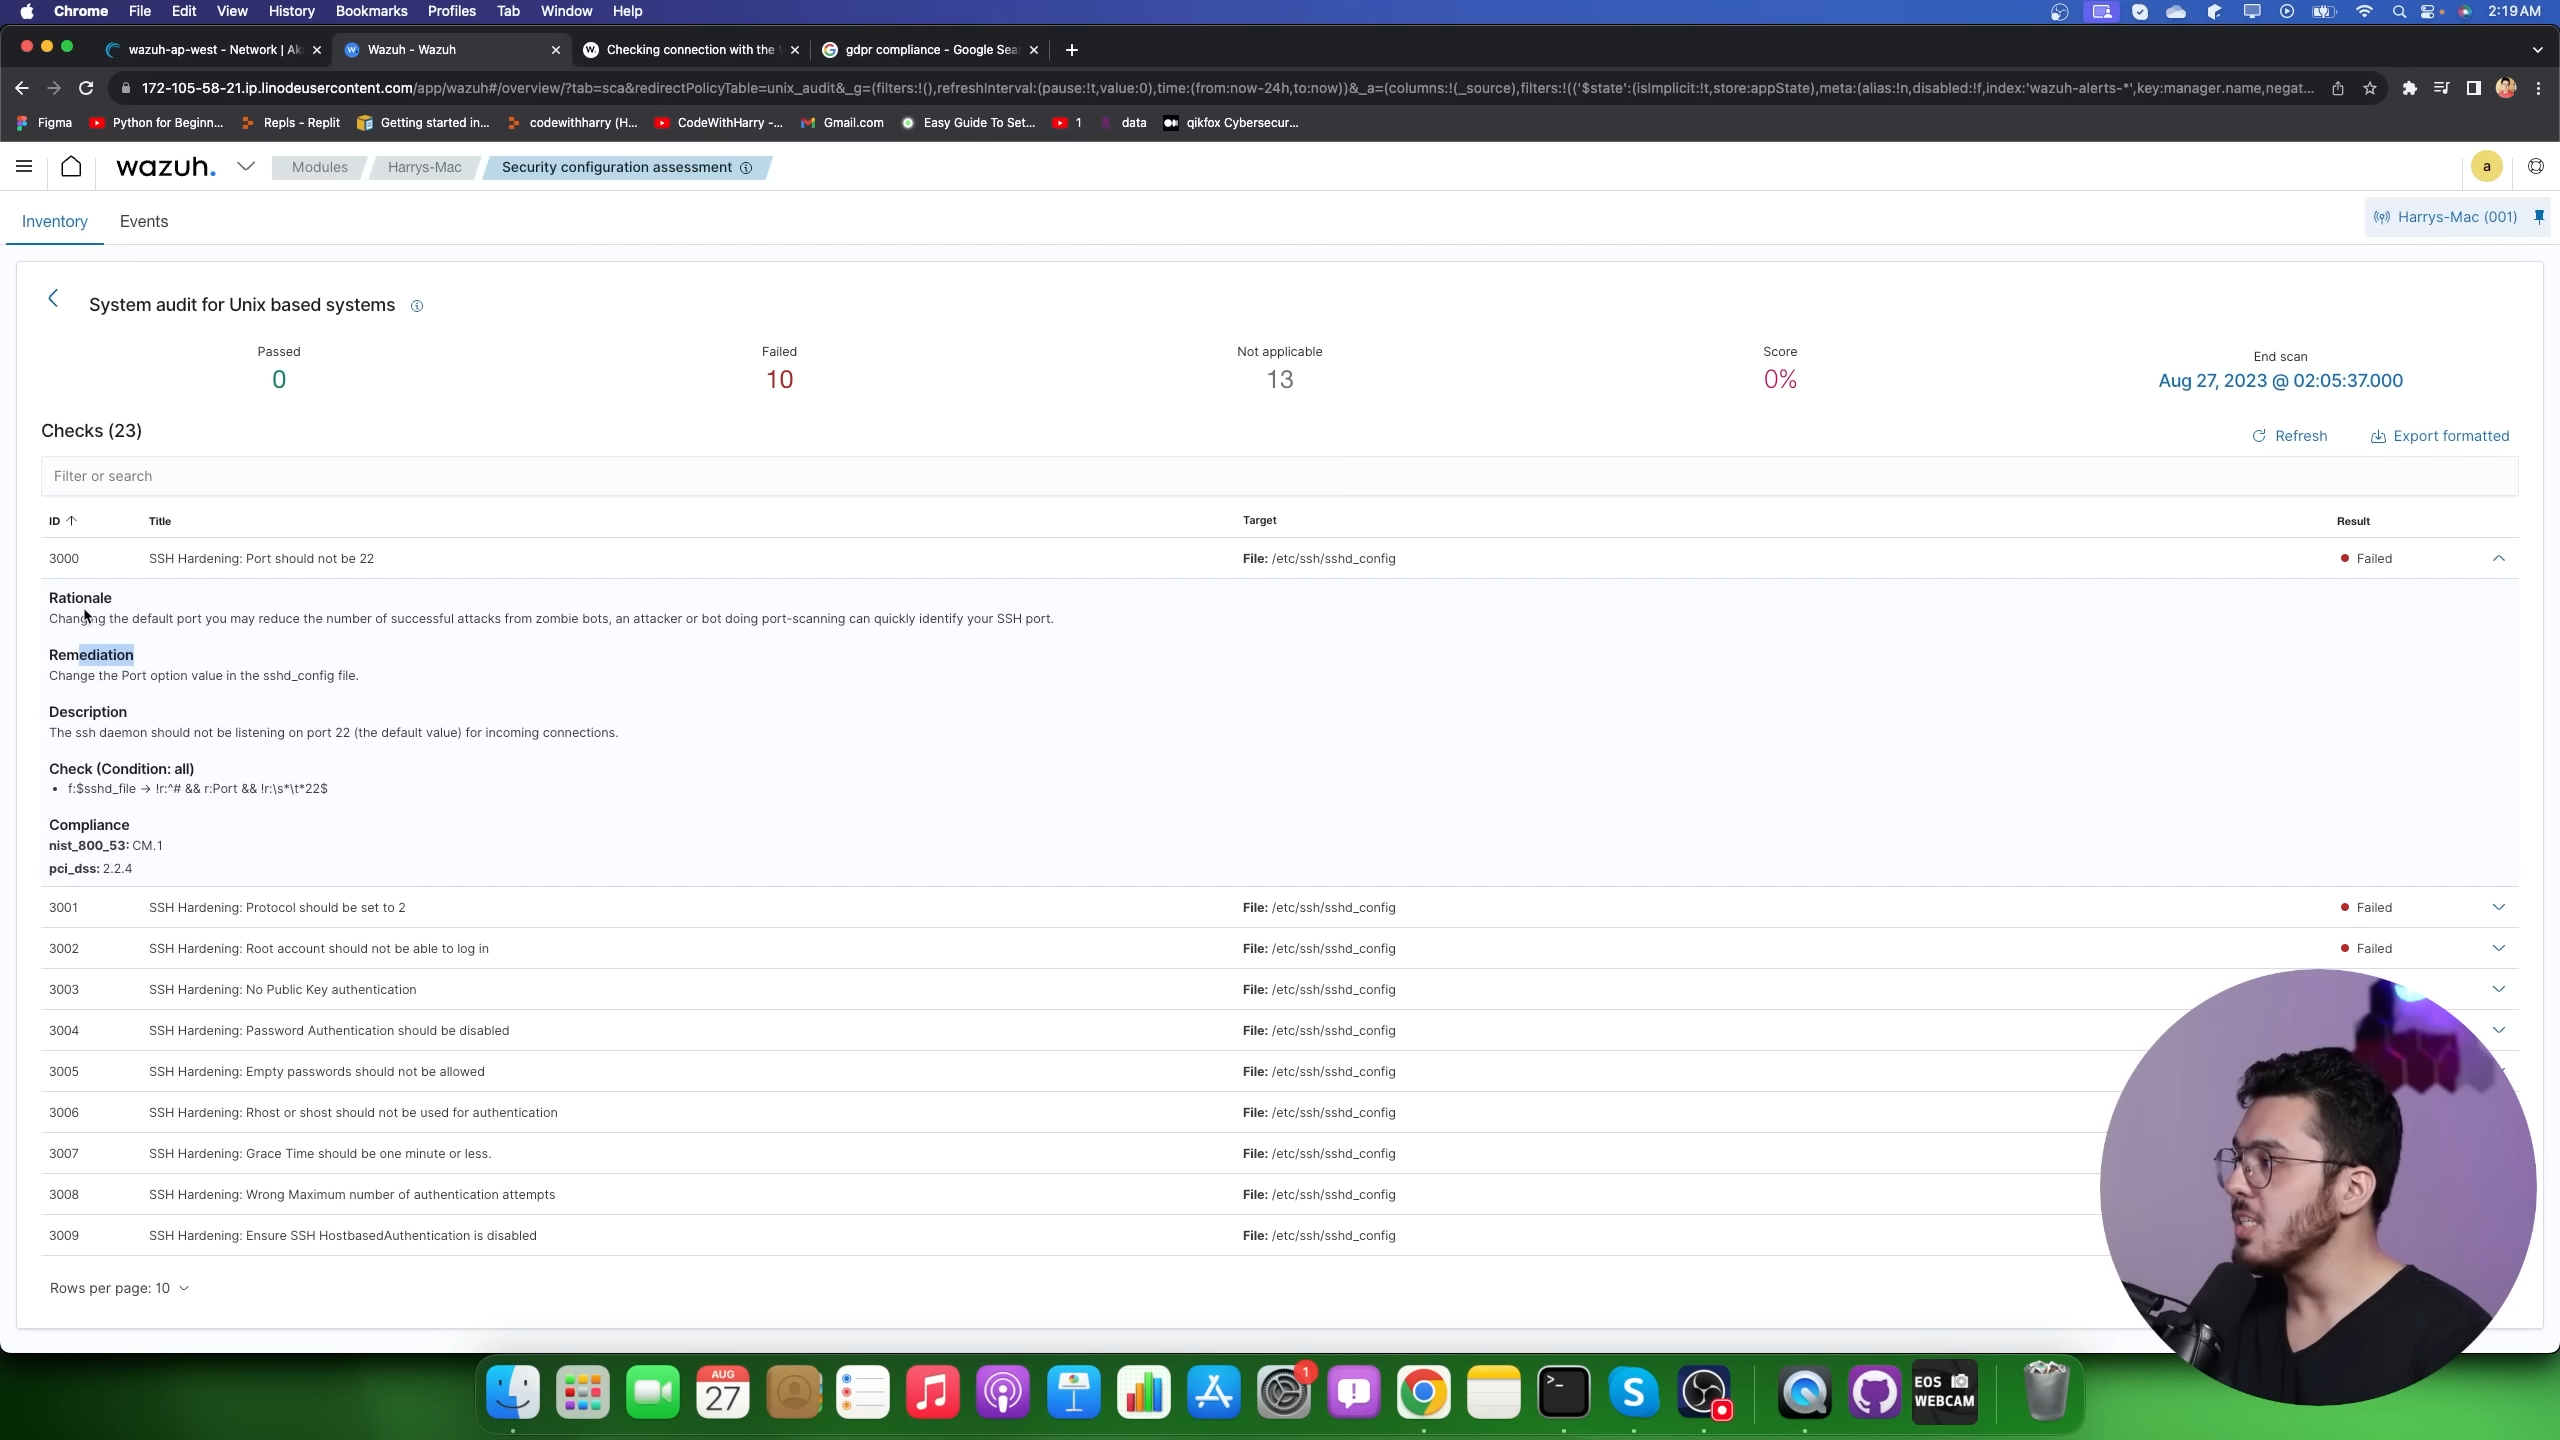 Chrome File Edit View History Bookmarks Profiles Tab Window Help 2:19 AM
wazuh-ap-west - Network | Ak Wazuh - Wazuh Checking connection with the gdpr compliance - Google Sea
172-105-58-21.ip.linodeusercontent.com/app/wazuh#/overview/?tab=sca&redirectPolicyTable=unix_audit&_g=(filters:!(),refreshInterval:(pause:!t,value:0),time:(from:now-24h,to:now))&_a=(columns:!(_source),filters:!(('$state':(isImplicit:!t,store:appState),meta:(alias:!n,disabled:!f,index:'wazuh-alerts-*',key:manager.name,negat...
Figma Python for Beginn... Repls - Replit Getting started in... codewithharry (H... CodeWithHarry -... Gmail.com Easy Guide To Set... 1 data qikfox Cybersecur...
wazuh. Modules Harrys-Mac Security configuration assessment a
Inventory Events Harrys-Mac (001)
System audit for Unix based systems
Passed Failed Not applicable Score End scan
0 10 13 0% Aug 27, 2023 @ 02:05:37.000
Checks (23)
Refresh Export formatted
Filter or search
ID Title Target Result
3000 SSH Hardening: Port should not be 22 File: /etc/ssh/sshd_config Failed
Rationale
Changing the default port you may reduce the number of successful attacks from zombie bots, an attacker or bot doing port-scanning can quickly identify your SSH port.
Remediation
Change the Port option value in the sshd_config file.
Description
The ssh daemon should not be listening on port 22 (the default value) for incoming connections.
Check (Condition: all)
• f:$sshd_file → !r:^# && r:Port && !r:\s*\t*22$
Compliance
nist_800_53: CM.1
pci_dss: 2.2.4
3001 SSH Hardening: Protocol should be set to 2 File: /etc/ssh/sshd_config Failed
3002 SSH Hardening: Root account should not be able to log in File: /etc/ssh/sshd_config Failed
3003 SSH Hardening: No Public Key authentication File: /etc/ssh/sshd_config
3004 SSH Hardening: Password Authentication should be disabled File: /etc/ssh/sshd_config
3005 SSH Hardening: Empty passwords should not be allowed File: /etc/ssh/sshd_config
3006 SSH Hardening: Rhost or shost should not be used for authentication File: /etc/ssh/sshd_config
3007 SSH Hardening: Grace Time should be one minute or less. File: /etc/ssh/sshd_config
3008 SSH Hardening: Wrong Maximum number of authentication attempts File: /etc/ssh/sshd_config
3009 SSH Hardening: Ensure SSH HostbasedAuthentication is disabled File: /etc/ssh/sshd_config
Rows per page: 10
AUG
27
1
EOS
WEBCAM